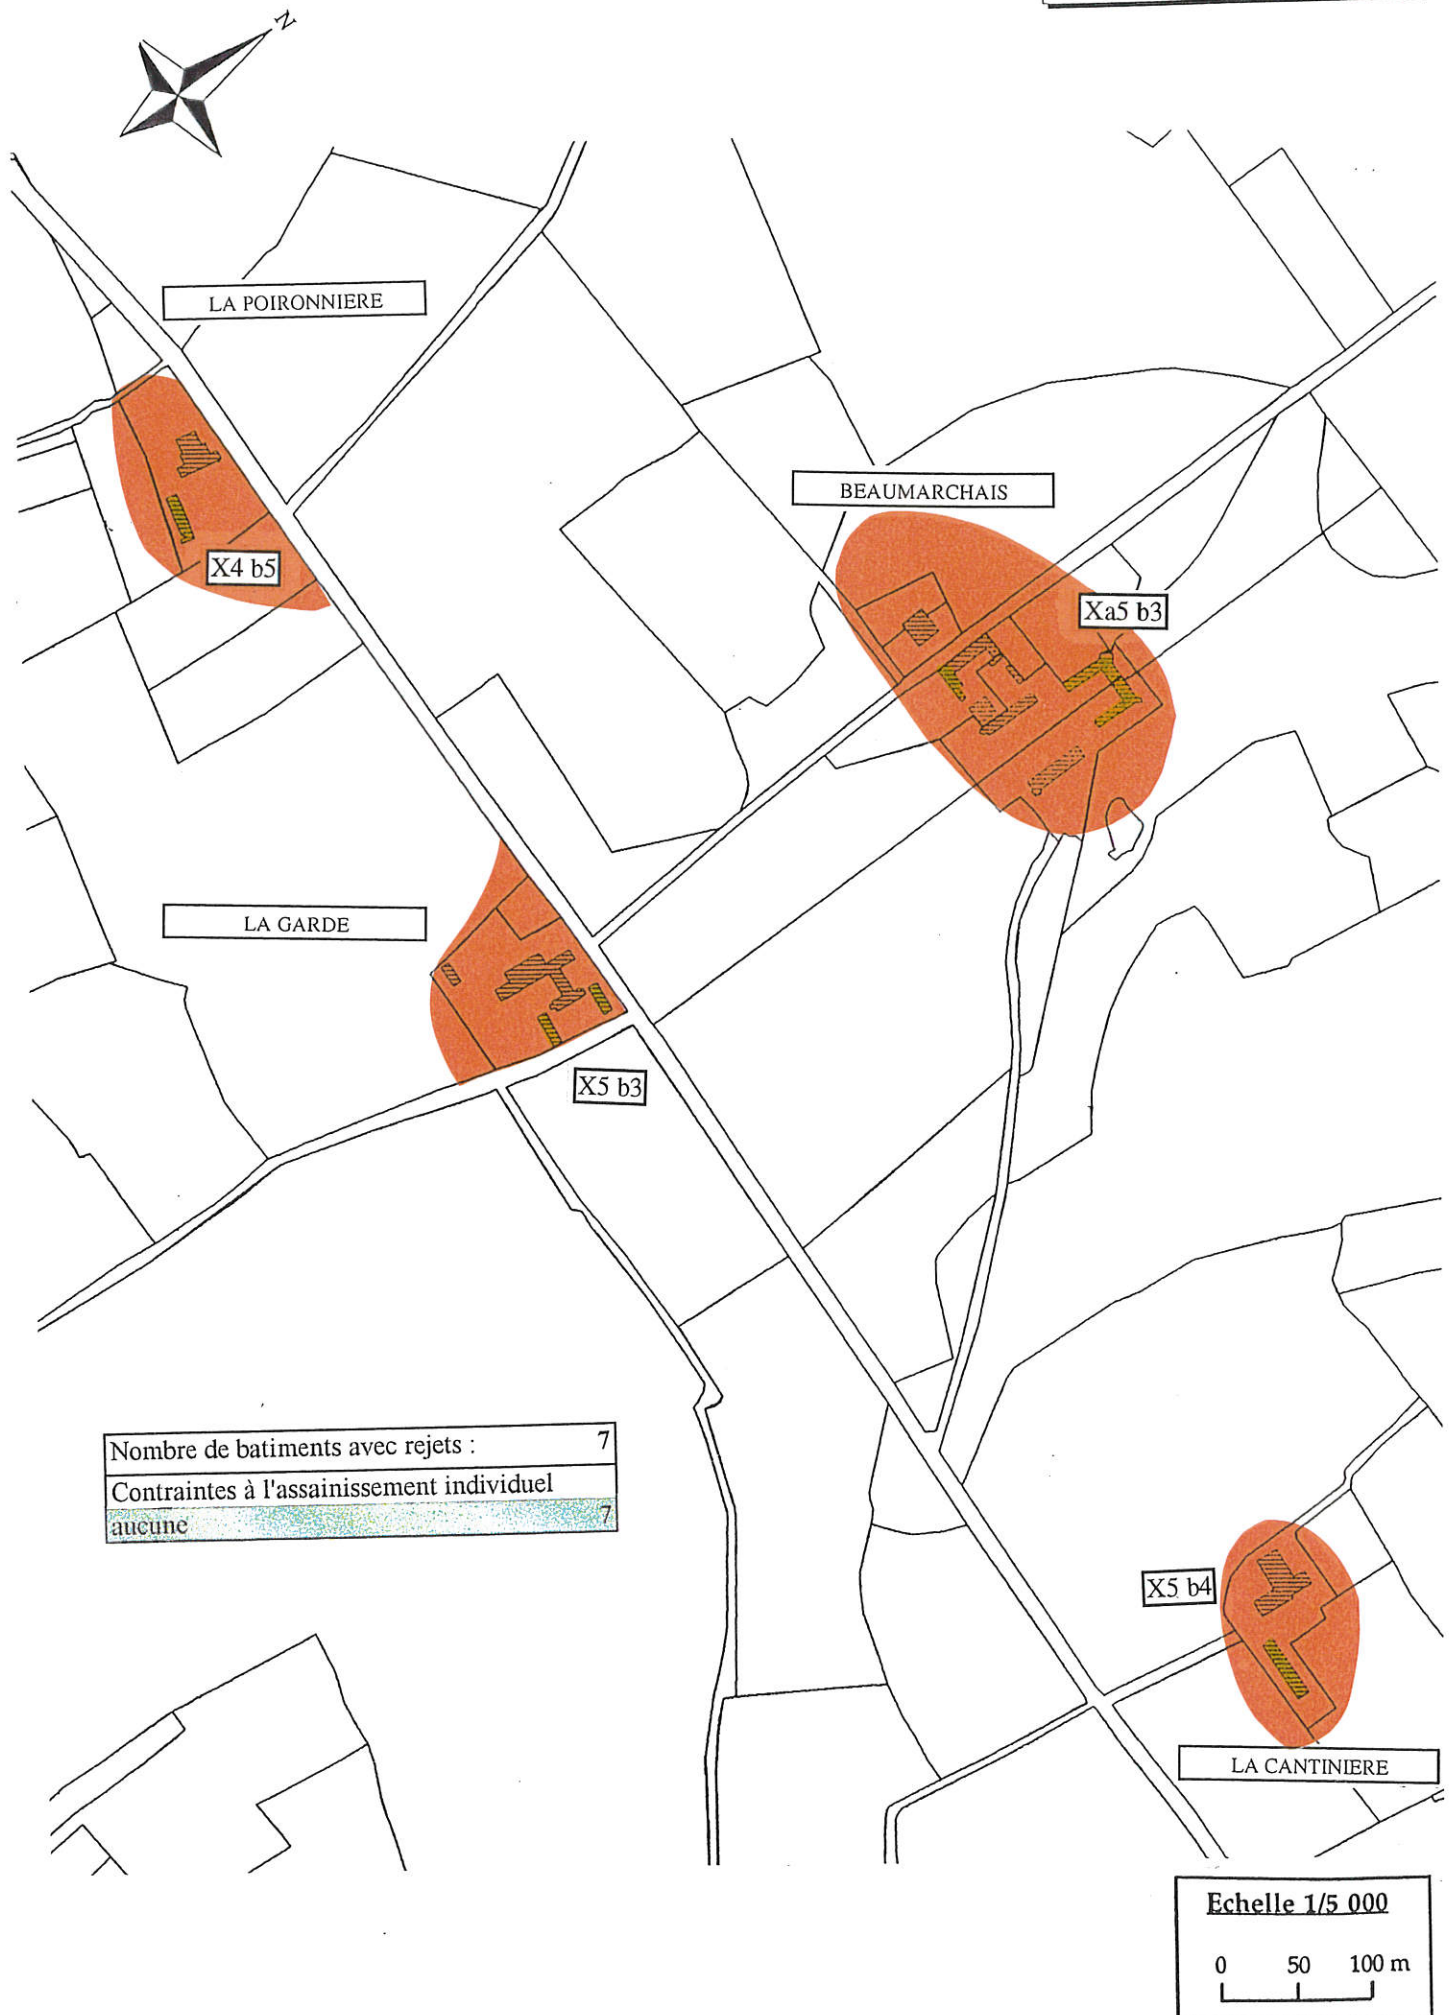 N
LA POIRONNIERE
BEAUMARCHAIS
X4 b5
Xa5 b3
LA GARDE
X5 b3
Nombre de batiments avec rejets : 7
Contraintes à l'assainissement individuel
aucune 7
X5 b4
LA CANTINIERE
Echelle 1/5 000
0 50 100 m